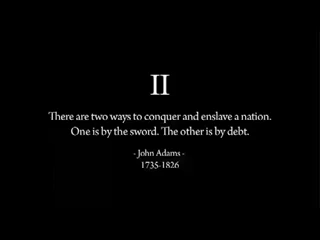 II
There are two ways to conquer and enslave a nation.
One is by the sword. The other is by debt.
- John Adams -
1735-1826